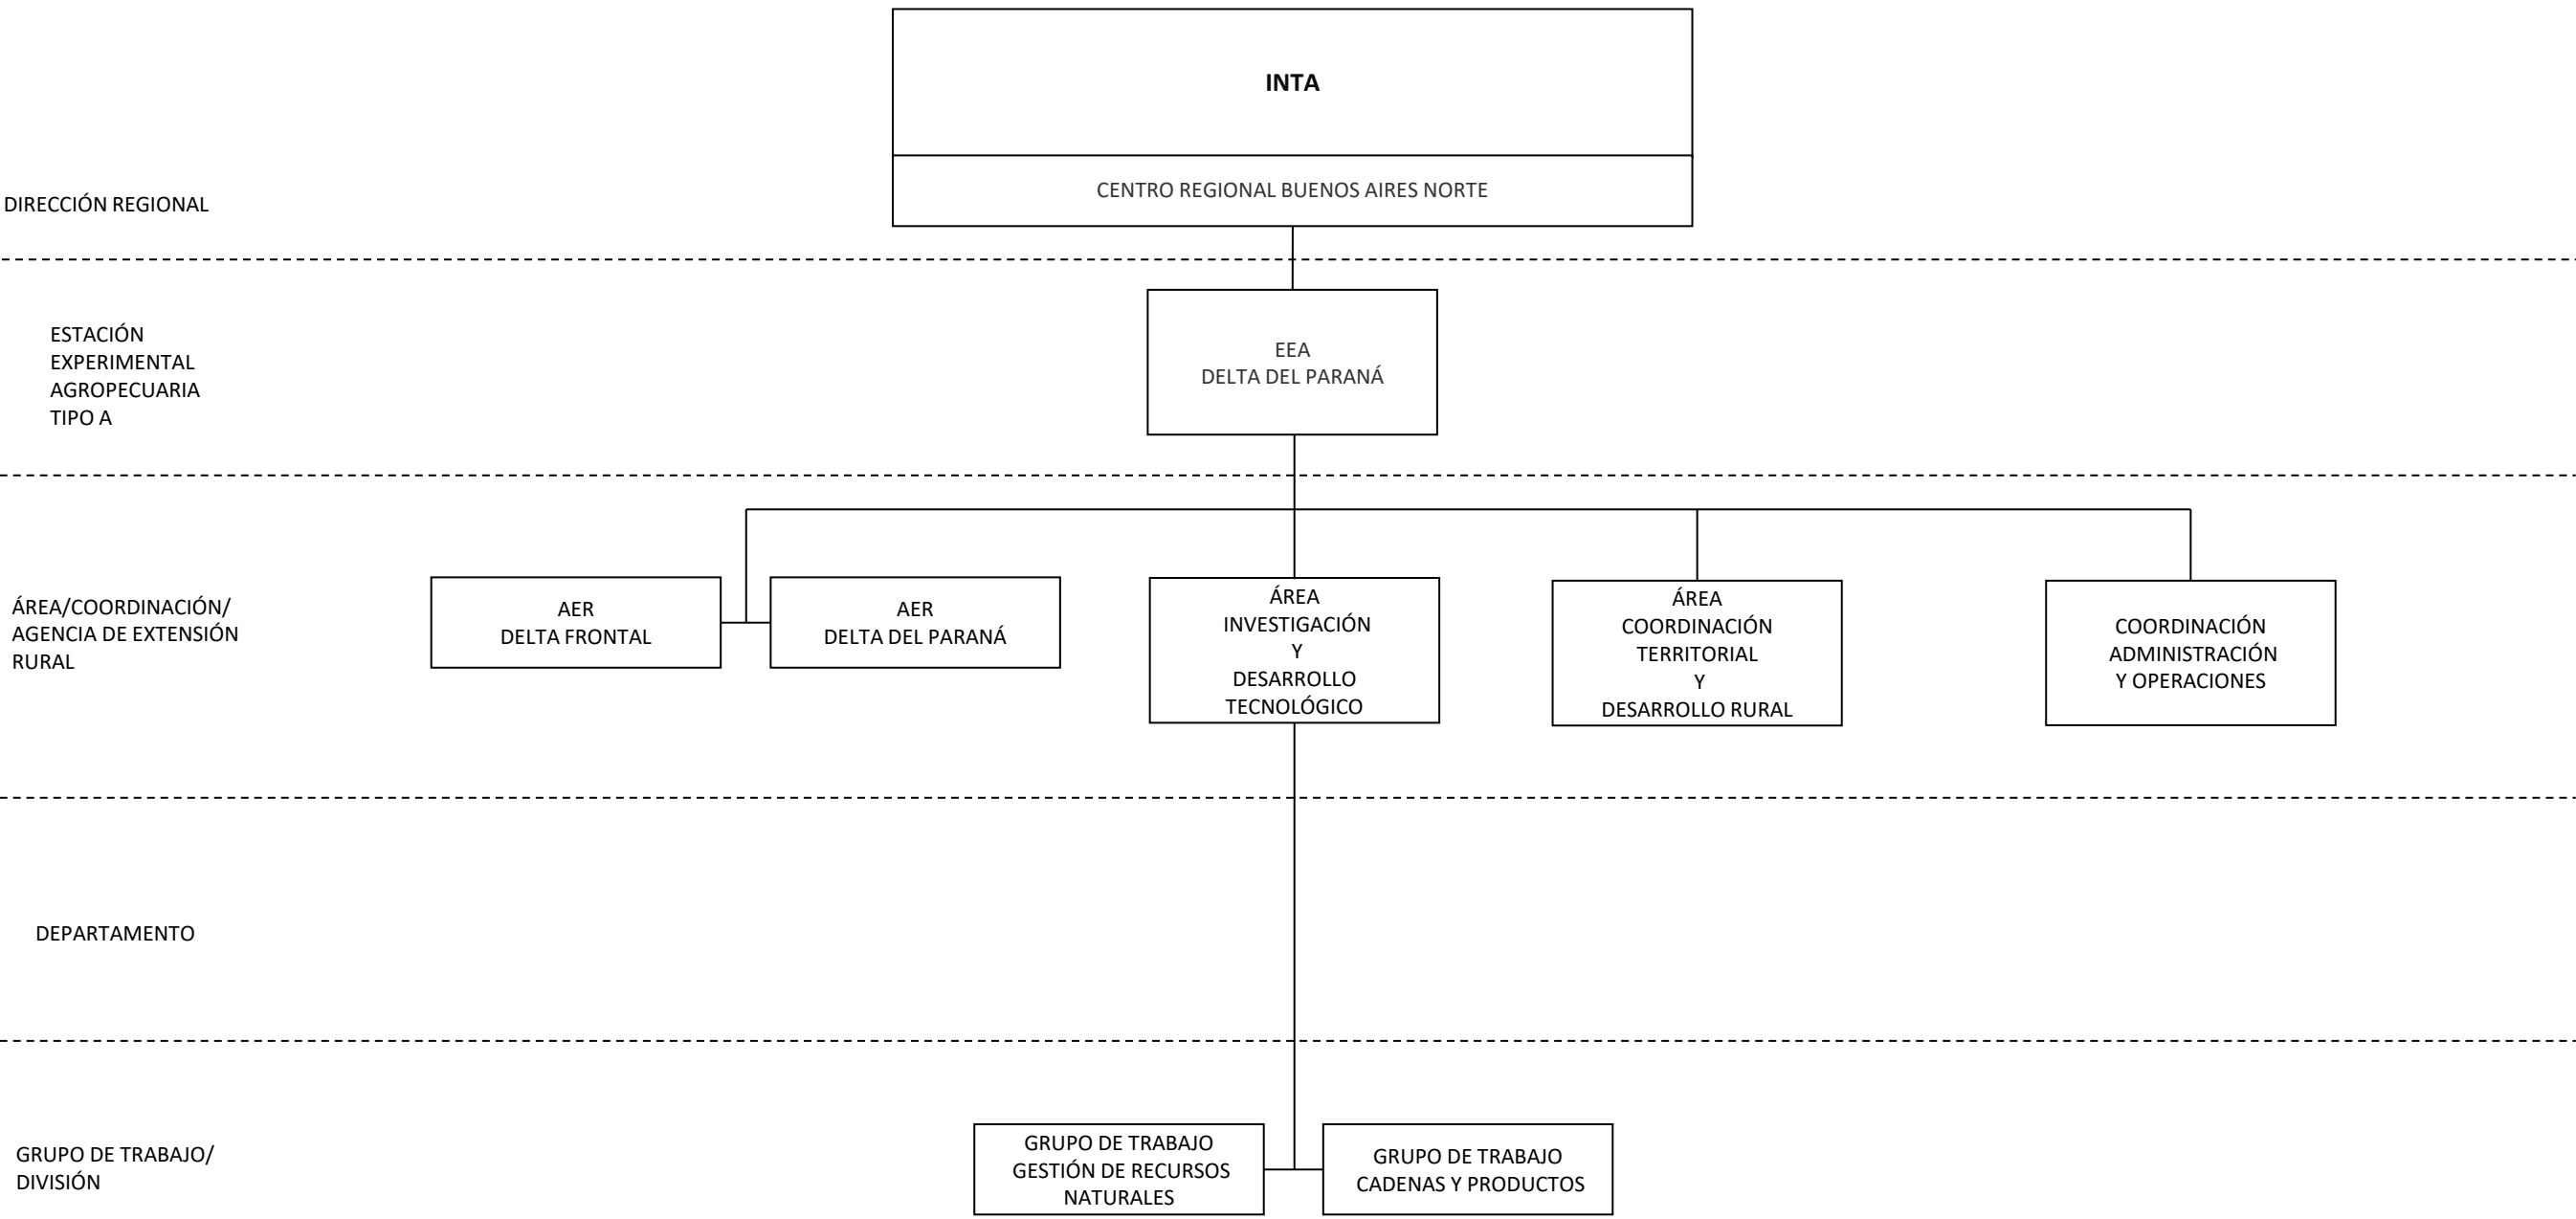 INTA
CENTRO REGIONAL BUENOS AIRES NORTE
DIRECCIÓN REGIONAL
ESTACIÓN
EXPERIMENTAL
AGROPECUARIA
TIPO A
EEA
DELTA DEL PARANÁ
ÁREA/COORDINACIÓN/
AGENCIA DE EXTENSIÓN
RURAL
AER
DELTA FRONTAL
AER
DELTA DEL PARANÁ
ÁREA
INVESTIGACIÓN
Y
DESARROLLO
TECNOLÓGICO
ÁREA
COORDINACIÓN
TERRITORIAL
Y
DESARROLLO RURAL
COORDINACIÓN
ADMINISTRACIÓN
Y OPERACIONES
DEPARTAMENTO
GRUPO DE TRABAJO/
DIVISIÓN
GRUPO DE TRABAJO
GESTIÓN DE RECURSOS
NATURALES
GRUPO DE TRABAJO
CADENAS Y PRODUCTOS